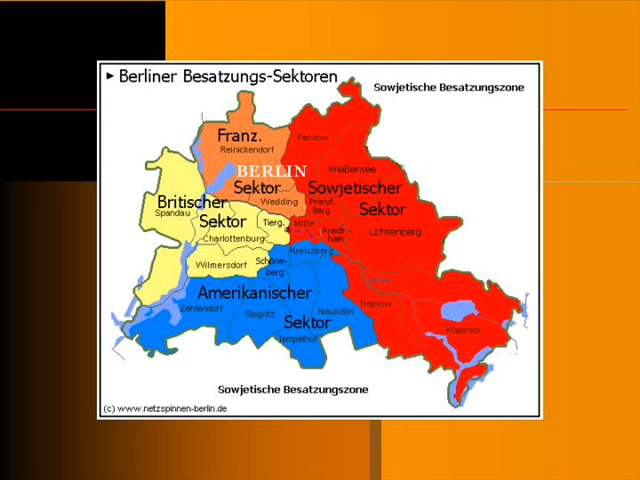 ► Berliner Besatzungs-Sektoren
Sowjetische Besatzungszone
Franz.
Reinickendorf
Pankow
BERLIN
Weißensee
Sektor
Sowjetischer
Britischer
Wedding
Prenzl.
Berg
Sektor
Spandau
Sektor
Tierg.
Mitte
Friedr.-
hain
Lichtenberg
Charlottenburg
Kreuzberg
Wilmersdorf
Schöne-
berg
Amerikanischer
Zehlendorf
Steglitz
Neukölln
Treptow
Sektor
Tempelhof
Köpenick
Sowjetische Besatzungszone
(c) www.netzspinnen-berlin.de